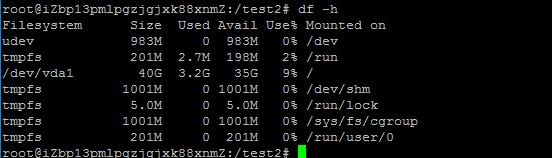 root@iZbp13pmlpgzjgjxk88xnmZ:/test2# df -h
Filesystem Size Used Avail Use% Mounted on
udev 983M 0 983M 0% /dev
tmpfs 201M 2.7M 198M 2% /run
/dev/vda1 40G 3.2G 35G 9% /
tmpfs 1001M 0 1001M 0% /dev/shm
tmpfs 5.0M 0 5.0M 0% /run/lock
tmpfs 1001M 0 1001M 0% /sys/fs/cgroup
tmpfs 201M 0 201M 0% /run/user/0
root@iZbp13pmlpgzjgjxk88xnmZ:/test2#